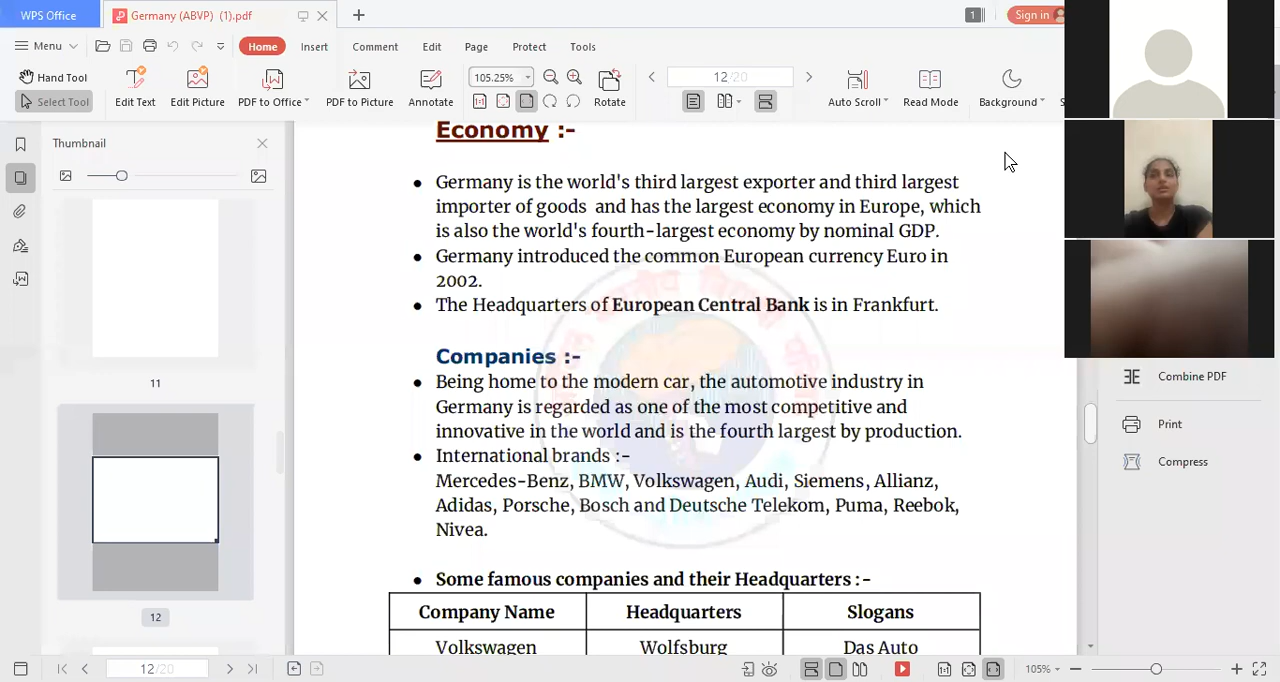 WPS Office
Germany (ABVP) (1).pdf
1
Sign in
Menu
Home
Insert
Comment
Edit
Page
Protect
Tools
Hand Tool
Select Tool
Edit Text
Edit Picture
PDF to Office
PDF to Picture
Annotate
105.25%
Rotate
12/20
Auto Scroll
Read Mode
Background
Thumbnail
11
12
Economy :-
• Germany is the world's third largest exporter and third largest
importer of goods and has the largest economy in Europe, which
is also the world's fourth-largest economy by nominal GDP.
• Germany introduced the common European currency Euro in
2002.
• The Headquarters of European Central Bank is in Frankfurt.
Companies :-
• Being home to the modern car, the automotive industry in
Germany is regarded as one of the most competitive and
innovative in the world and is the fourth largest by production.
• International brands :-
Mercedes-Benz, BMW, Volkswagen, Audi, Siemens, Allianz,
Adidas, Porsche, Bosch and Deutsche Telekom, Puma, Reebok,
Nivea.
• Some famous companies and their Headquarters :-
Company Name Headquarters Slogans
Volkswagen Wolfsburg Das Auto
Combine PDF
Print
Compress
12/20
105%